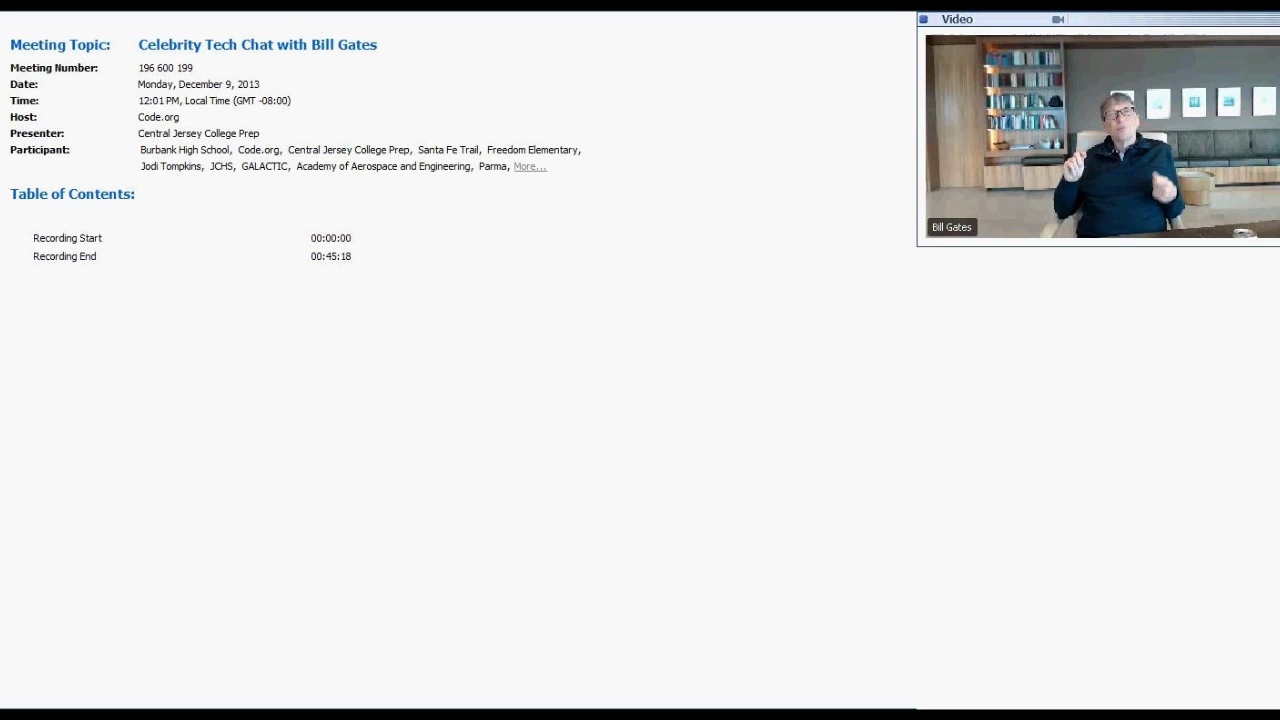 Video
Meeting Topic: Celebrity Tech Chat with Bill Gates
Meeting Number: 196 600 199
Date: Monday, December 9, 2013
Time: 12:01 PM, Local Time (GMT -08:00)
Host: Code.org
Presenter: Central Jersey College Prep
Participant: Burbank High School, Code.org, Central Jersey College Prep, Santa Fe Trail, Freedom Elementary,
Jodi Tompkins, JCHS, GALACTIC, Academy of Aerospace and Engineering, Parma, More...
Table of Contents:
Recording Start 00:00:00
Recording End 00:45:18
Bill Gates